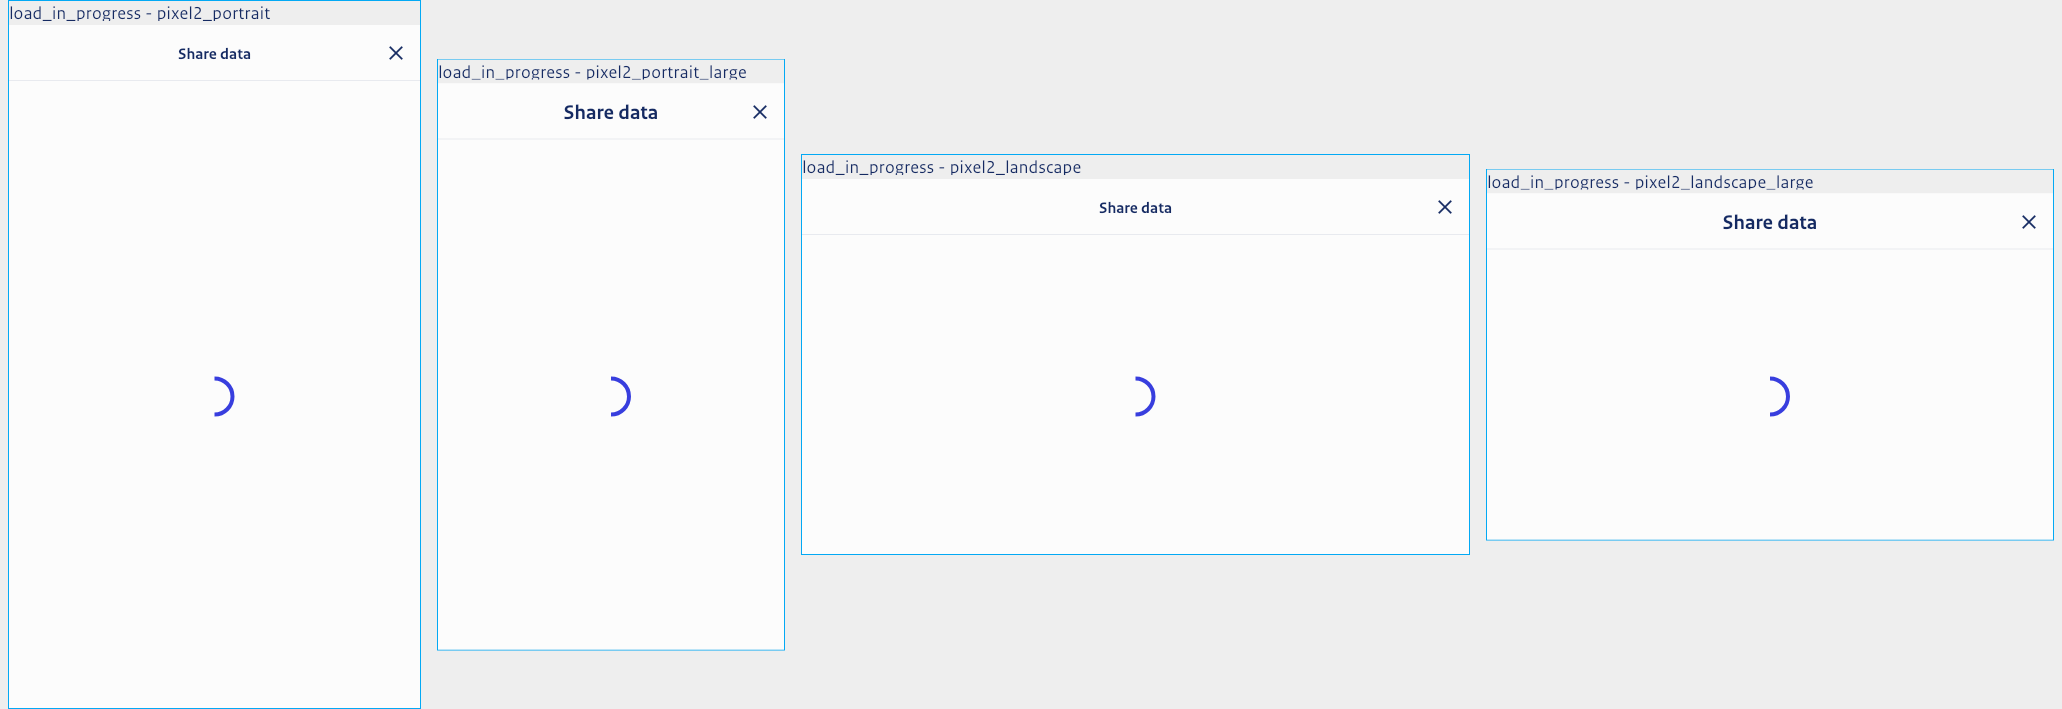 load_in_progress - pixel2_portrait
Share data
load_in_progress - pixel2_portrait_large
Share data
load_in_progress - pixel2_landscape
Share data
load_in_progress - pixel2_landscape_large
Share data